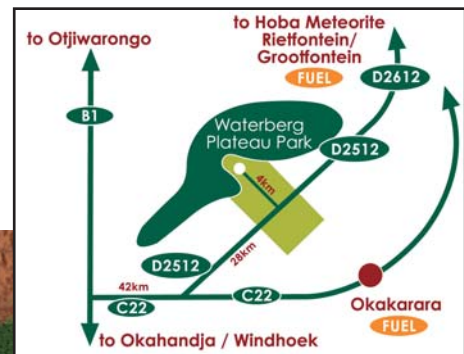 to Hoba Meteorite
to Otjiwarongo
Rietfontein/
Grootfontein
FUEL
D2612
B1
Waterberg
Plateau Park
D2512
4km
28km
D2512
42km
C22
C22
Okakarara
FUEL
to Okahandja / Windhoek